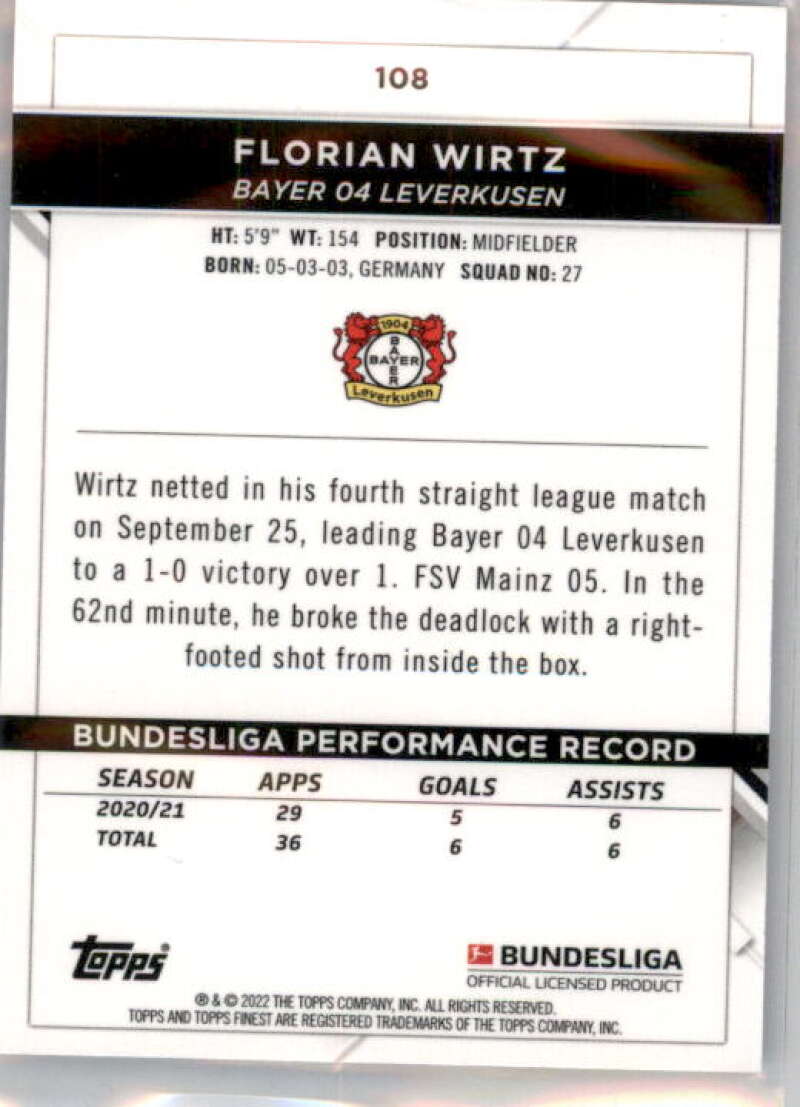 108
FLORIAN WIRTZ
BAYER 04 LEVERKUSEN
HT: 5'9" WT: 154 POSITION: MIDFIELDER
BORN: 05-03-03, GERMANY SQUAD NO: 27
1904
BAYER
BAYER
Leverkusen
Wirtz netted in his fourth straight league match
on September 25, leading Bayer 04 Leverkusen
to a 1-0 victory over 1. FSV Mainz 05. In the
62nd minute, he broke the deadlock with a right-
footed shot from inside the box.
BUNDESLIGA PERFORMANCE RECORD
SEASON APPS GOALS ASSISTS
2020/21 29 5 6
TOTAL 36 6 6
Topps®
BUNDESLIGA
OFFICIAL LICENSED PRODUCT
® & © 2022 THE TOPPS COMPANY, INC. ALL RIGHTS RESERVED.
TOPPS AND TOPPS FINEST ARE REGISTERED TRADEMARKS OF THE TOPPS COMPANY, INC.